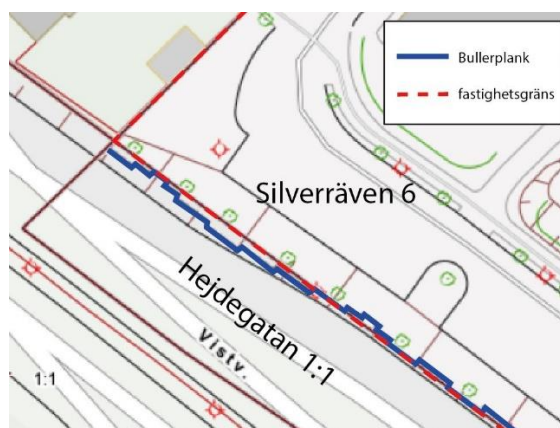 Bullerplank
fastighetsgräns
Silverräven 6
Hejdegatan 1:1
Vistv.
1:1